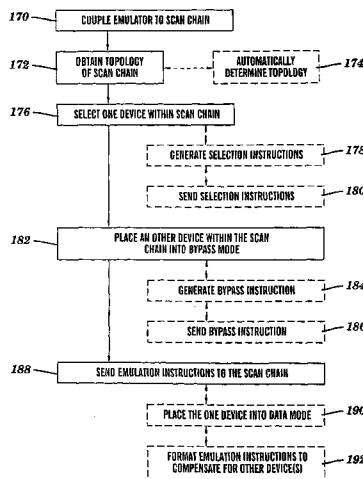 170
COUPLE EMULATOR TO SCAN CHAIN
172
OBTAIN TOPOLOGY
OF SCAN CHAIN
AUTOMATICALLY
DETERMINE TOPOLOGY
174
176
SELECT ONE DEVICE WITHIN SCAN CHAIN
GENERATE SELECTION INSTRUCTIONS
178
SEND SELECTION INSTRUCTIONS
180
182
PLACE AN OTHER DEVICE WITHIN THE SCAN
CHAIN INTO BYPASS MODE
GENERATE BYPASS INSTRUCTION
184
SEND BYPASS INSTRUCTION
186
188
SEND EMULATION INSTRUCTIONS TO THE SCAN CHAIN
PLACE THE ONE DEVICE INTO DATA MODE
190
FORMAT EMULATION INSTRUCTIONS TO
COMPENSATE FOR OTHER DEVICE(S)
192